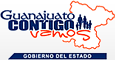 Guanajuato
CONTIGO
Vamos
GOBIERNO DEL ESTADO